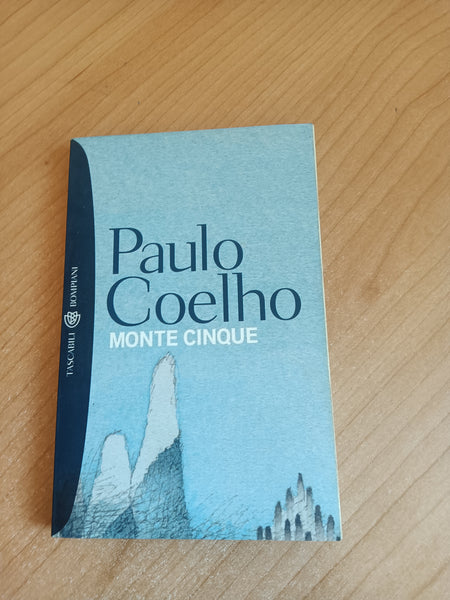 Paulo
Coelho
MONTE CINQUE
TASCABILI BOMPIANI